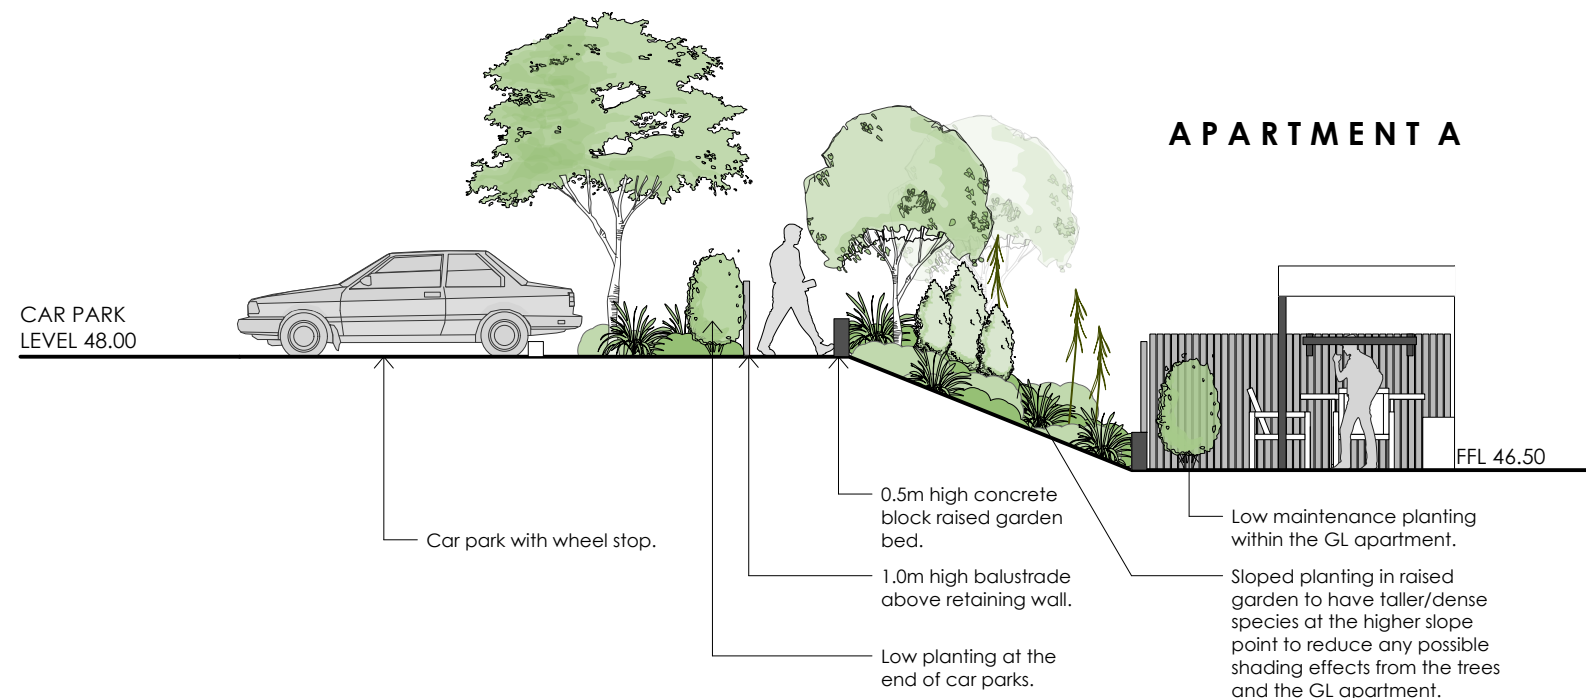 APARTMENT A
CAR PARK
LEVEL 48.00
FFL 46.50
Car park with wheel stop.
0.5m high concrete
block raised garden
bed.
1.0m high balustrade
above retaining wall.
Low planting at the
end of car parks.
Low maintenance planting
within the GL apartment.
Sloped planting in raised
garden to have taller/dense
species at the higher slope
point to reduce any possible
shading effects from the trees
and the GL apartment.